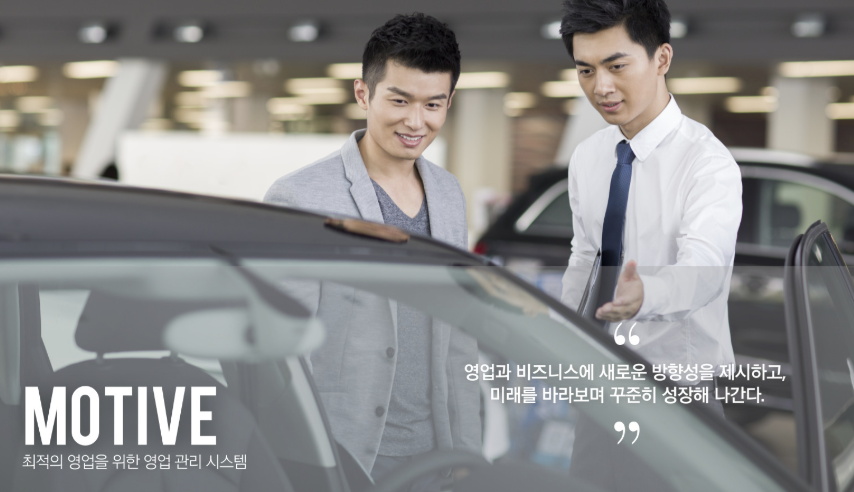 “
영업과 비즈니스에 새로운 방향성을 제시하고,
미래를 바라보며 꾸준히 성장해 나간다.
”
MOTIVE
최적의 영업을 위한 영업 관리 시스템